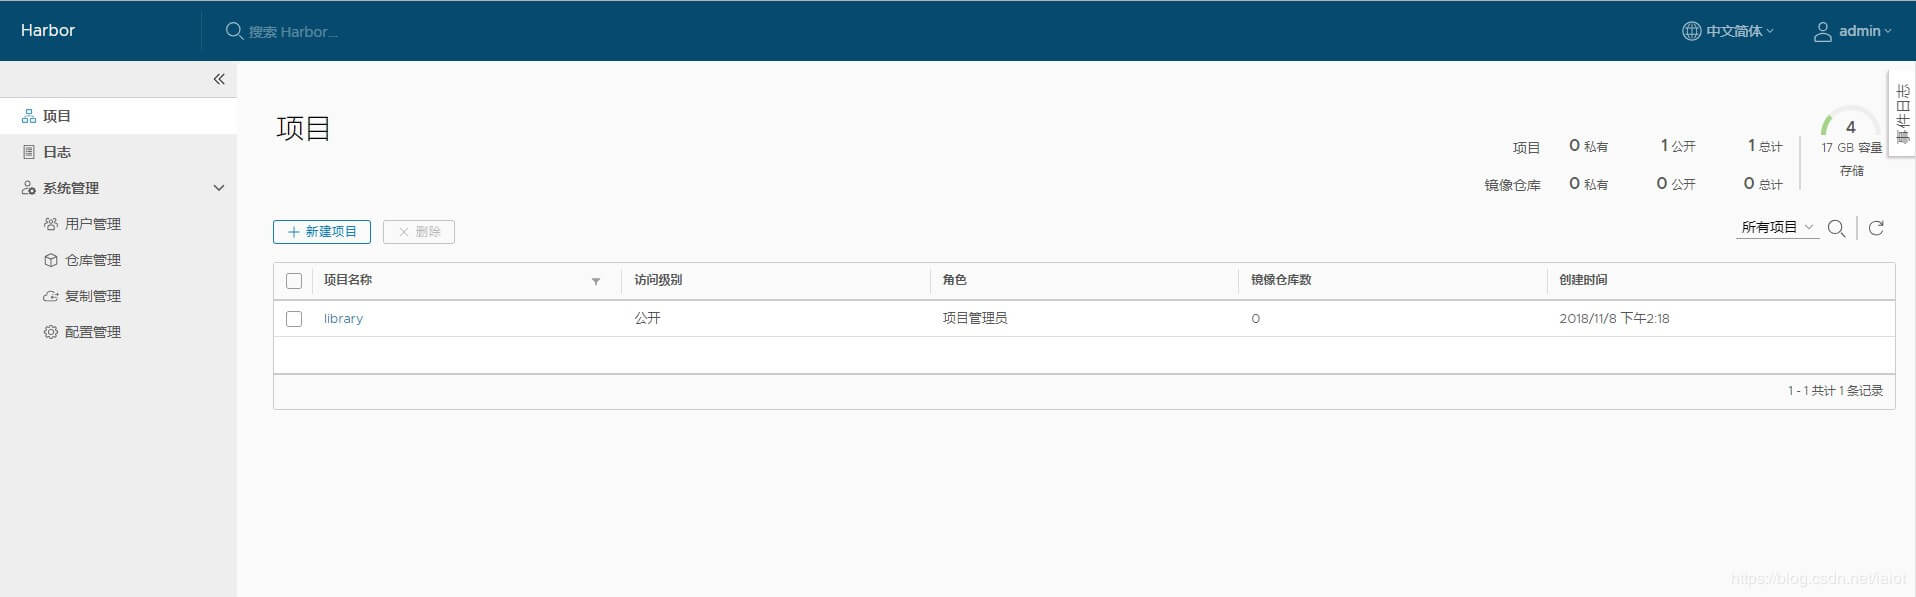 Harbor
搜索 Harbor...
中文简体
admin
项目
日志
系统管理
用户管理
仓库管理
复制管理
配置管理
项目
项目 0 私有 1 公开 1 总计
镜像仓库 0 私有 0 公开 0 总计
4
17 GB 容量
存储
事件日志
新建项目
删除
所有项目
项目名称 访问级别 角色 镜像仓库数 创建时间
library 公开 项目管理员 0 2018/11/8 下午2:18
1 - 1 共计 1 条记录
https://blog.csdn.net/iaiot